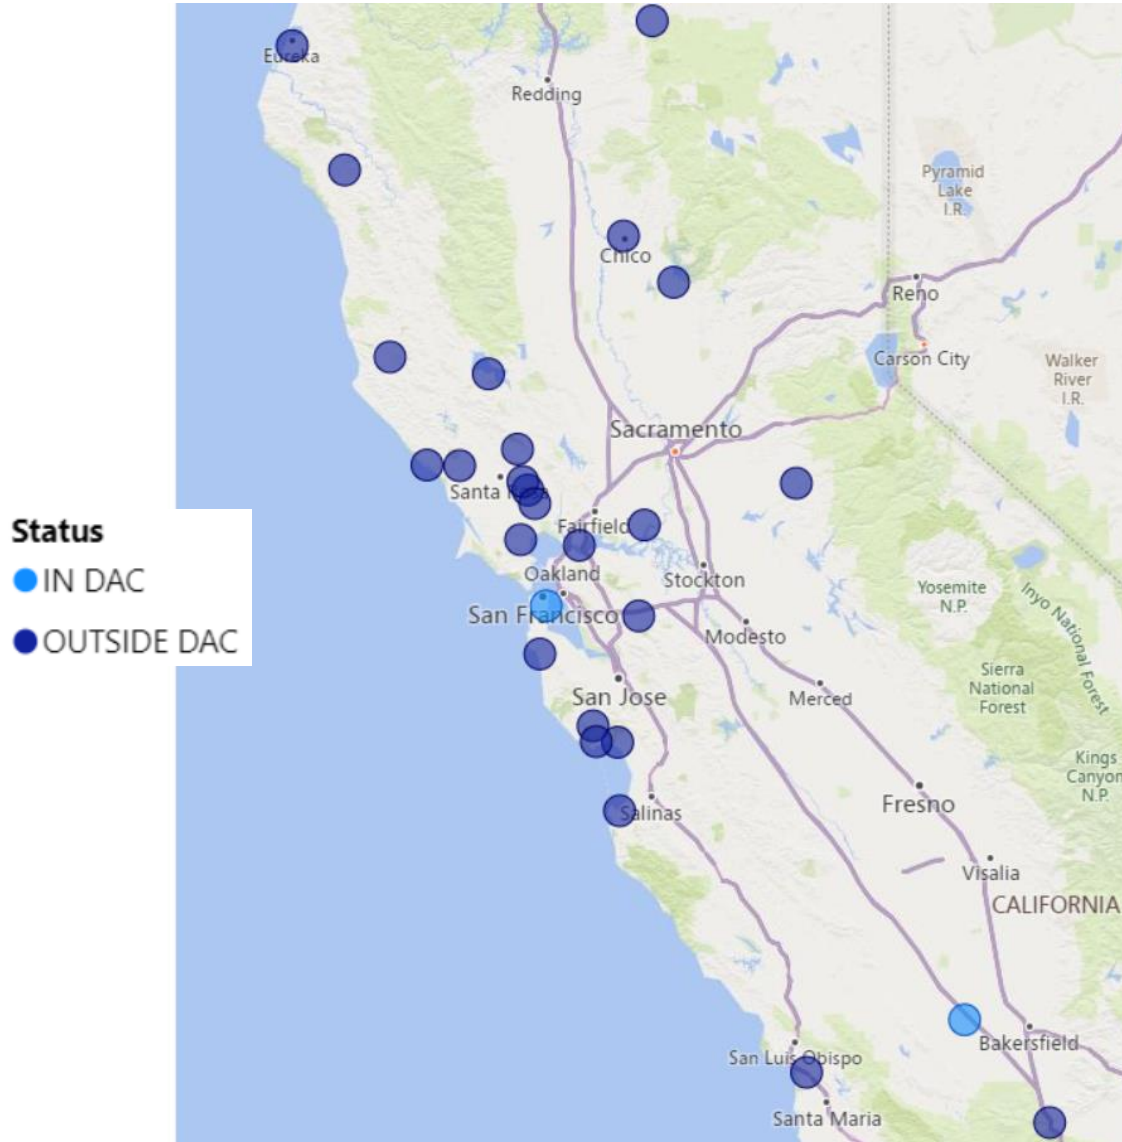 Eureka
Redding
Pyramid
Lake
I.R.
Chico
Reno
Carson City
Walker
River
I.R.
Sacramento
Santa
Fairfield
Status
IN DAC
OUTSIDE DAC
Oakland
Stockton
San Francisco
Modesto
Yosemite
N.P.
Inyo National Forest
Sierra
National
Forest
San Jose
Merced
Kings
Canyon
N.P.
Fresno
Salinas
Visalia
CALIFORNIA
Bakersfield
San Luis Obispo
Santa Maria